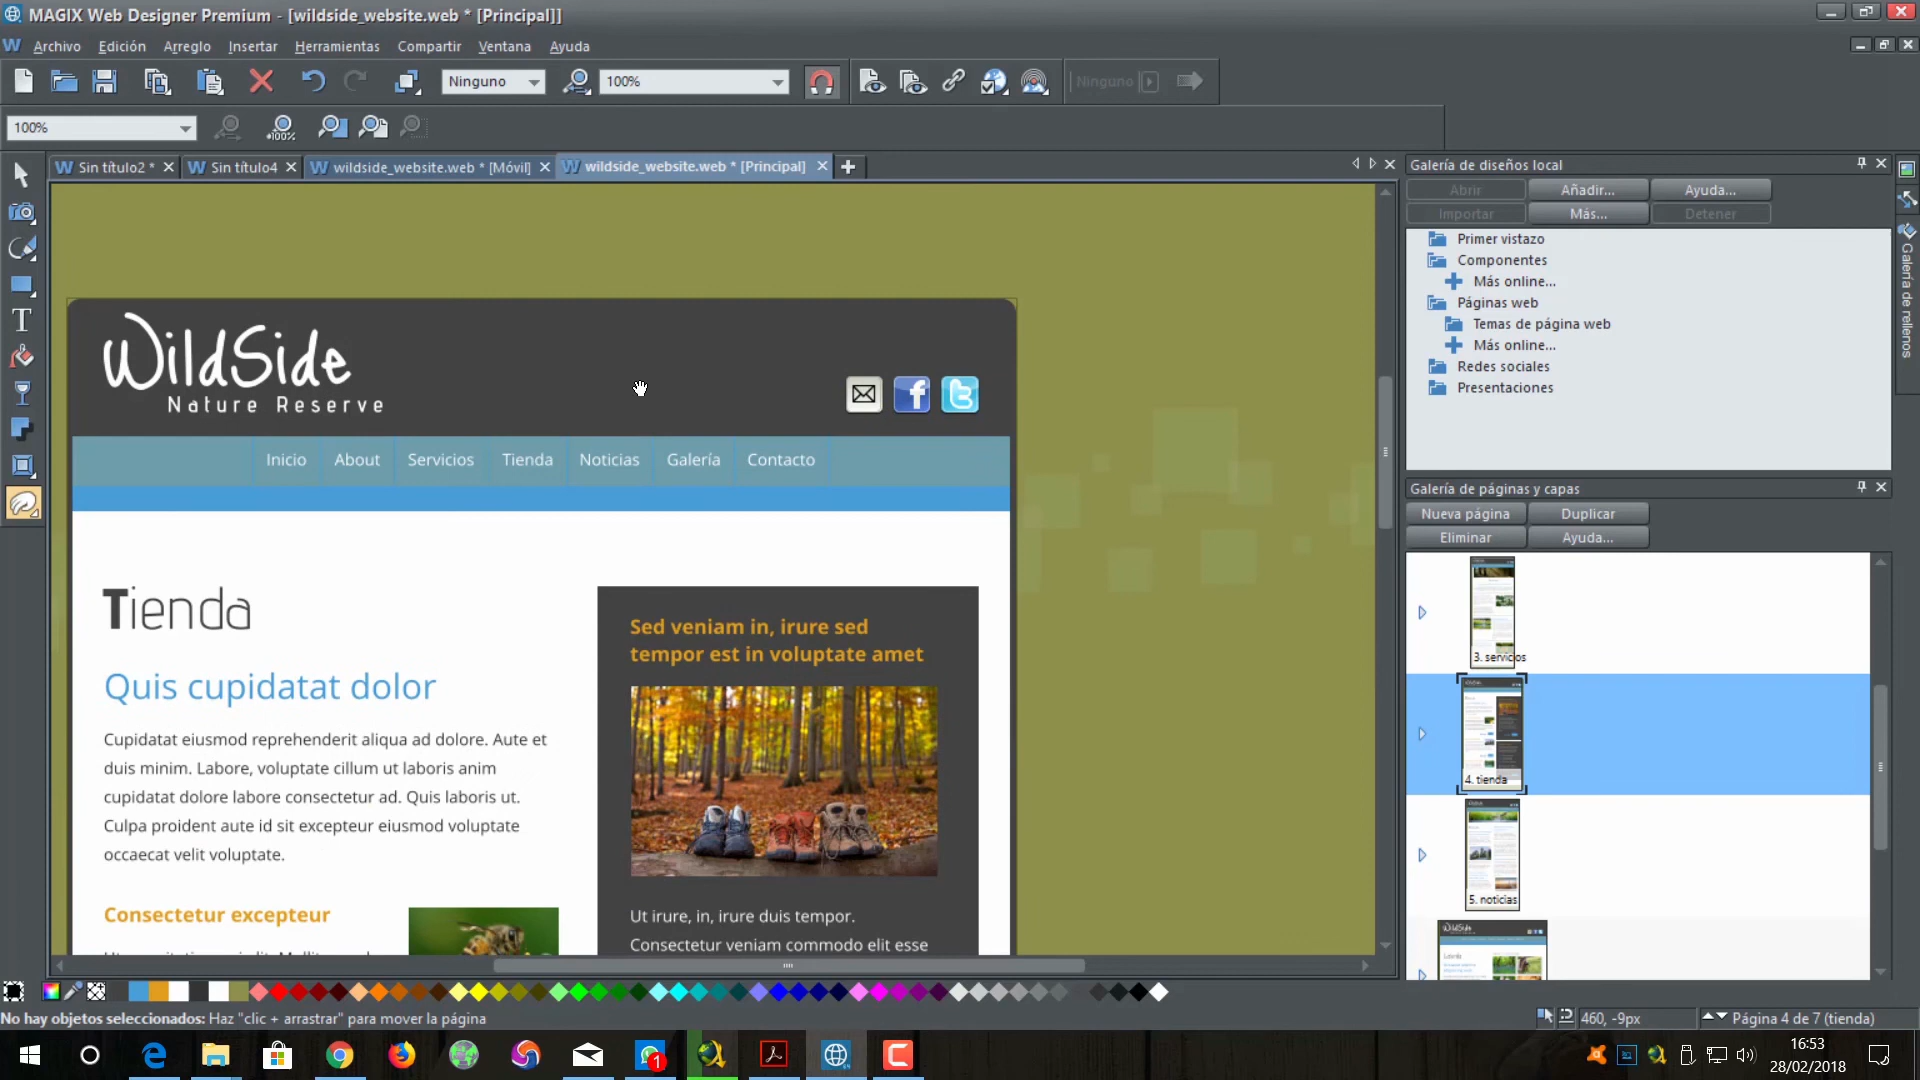 MAGIX Web Designer Premium - [wildside_website.web * [Principal]]
Archivo Edición Arreglo Insertar Herramientas Compartir Ventana Ayuda
Ninguno 100% Ninguno
100% +100%
Sin título2 * Sin título4 wildside_website.web * [Móvil] wildside_website.web * [Principal]
WildSide
Nature Reserve
Inicio About Servicios Tienda Noticias Galería Contacto
Tienda
Quis cupidatat dolor
Cupidatat eiusmod reprehenderit aliqua ad dolore. Aute et
duis minim. Labore, voluptate cillum ut laboris anim
cupidatat dolore labore consectetur ad. Quis laboris ut.
Culpa proident aute id sit excepteur eiusmod voluptate
occaecat velit voluptate.
Consectetur excepteur
Sed veniam in, irure sed
tempor est in voluptate amet
Ut irure, in, irure duis tempor.
Consectetur veniam commodo elit esse
Galería de diseños local
Abrir Añadir... Ayuda...
Importar Más... Detener
Primer vistazo
Componentes
Más online...
Páginas web
Temas de página web
Más online...
Redes sociales
Presentaciones
Galería de rellenos
Galería de páginas y capas
Nueva página Duplicar
Eliminar Ayuda...
3. servicios
4. tienda
5. noticias
WildSide
No hay objetos seleccionados: Haz "clic + arrastrar" para mover la página
460, -9px Página 4 de 7 (tienda)
1
16:53
28/02/2018